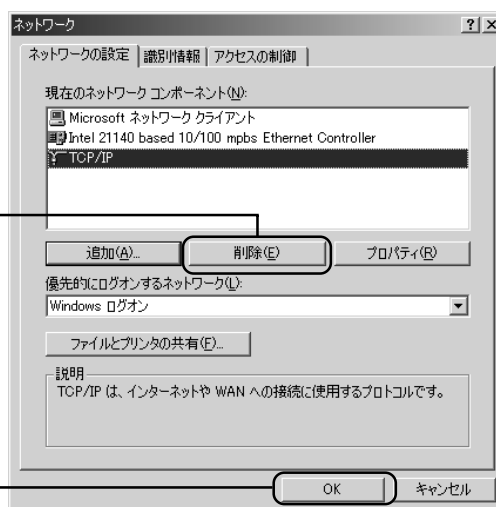 ネットワーク
ネットワークの設定 識別情報 アクセスの制御
現在のネットワーク コンポーネント(N):
Microsoft ネットワーク クライアント
Intel 21140 based 10/100 mpbs Ethernet Controller
TCP/IP
追加(A)... 削除(E) プロパティ(R)
優先的にログオンするネットワーク(L):
Windows ログオン
ファイルとプリンタの共有(F)...
説明
TCP/IP は、インターネットや WAN への接続に使用するプロトコルです。
OK キャンセル